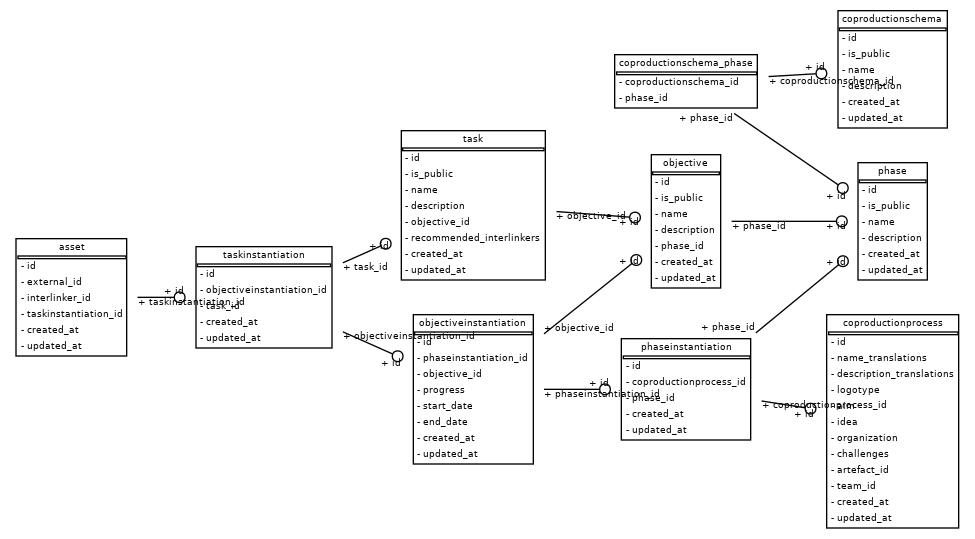 coproductionschema
- id
- is_public
- name
- description
- created_at
- updated_at
coproductionschema_phase
- coproductionschema_id
- phase_id
+ id
+ coproductionschema_id
+ phase_id
+ id
task
- id
- is_public
- name
- description
- objective_id
- recommended_interlinkers
- created_at
- updated_at
+ objective_id
+ id
objective
- id
- is_public
- name
- description
- phase_id
- created_at
- updated_at
+ phase_id
+ id
phase
- id
- is_public
- name
- description
- created_at
- updated_at
asset
- id
- external_id
- interlinker_id
- taskinstantiation_id
- created_at
- updated_at
+ id
+ taskinstantiation_id
taskinstantiation
- id
- objectiveinstantiation_id
- task_id
- created_at
- updated_at
+ id
+ task_id
+ objectiveinstantiation_id
+ id
objectiveinstantiation
- id
- phaseinstantiation_id
- objective_id
- progress
- start_date
- end_date
- created_at
- updated_at
+ id
+ objective_id
+ id
+ phaseinstantiation_id
phaseinstantiation
- id
- coproductionprocess_id
- phase_id
- created_at
- updated_at
+ id
+ phase_id
+ coproductionprocess_id
+ id
coproductionprocess
- id
- name_translations
- description_translations
- logotype
- aim
- idea
- organization
- challenges
- artefact_id
- team_id
- created_at
- updated_at